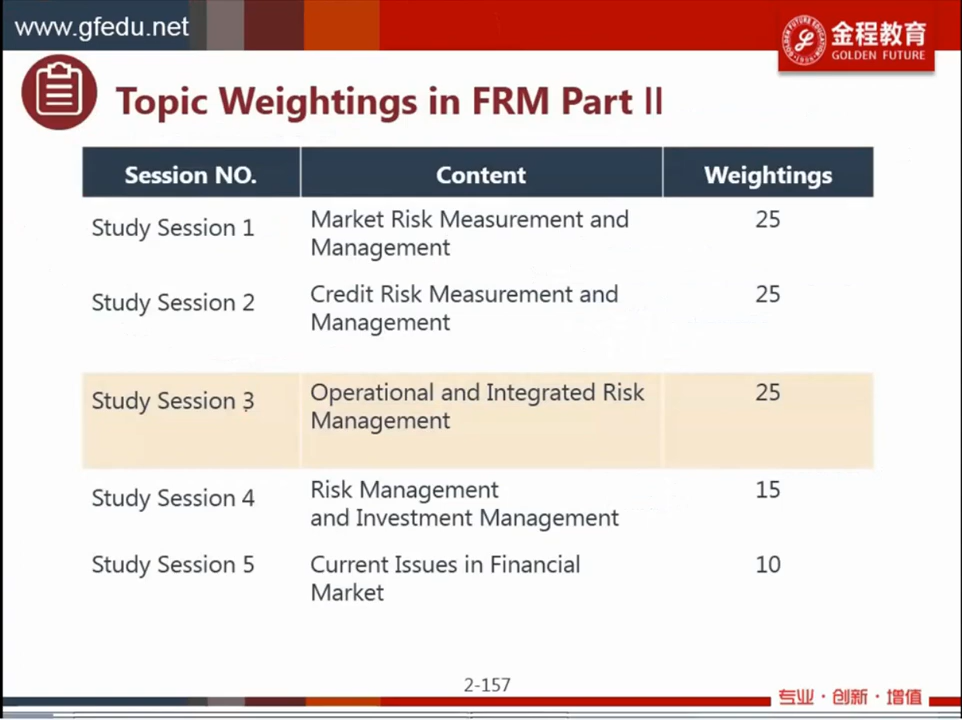 www.gfedu.net
金程教育
GOLDEN FUTURE
Topic Weightings in FRM Part II
Session NO. Content Weightings
Study Session 1 Market Risk Measurement and Management 25
Study Session 2 Credit Risk Measurement and Management 25
Study Session 3 Operational and Integrated Risk Management 25
Study Session 4 Risk Management and Investment Management 15
Study Session 5 Current Issues in Financial Market 10
2-157
专业·创新·增值